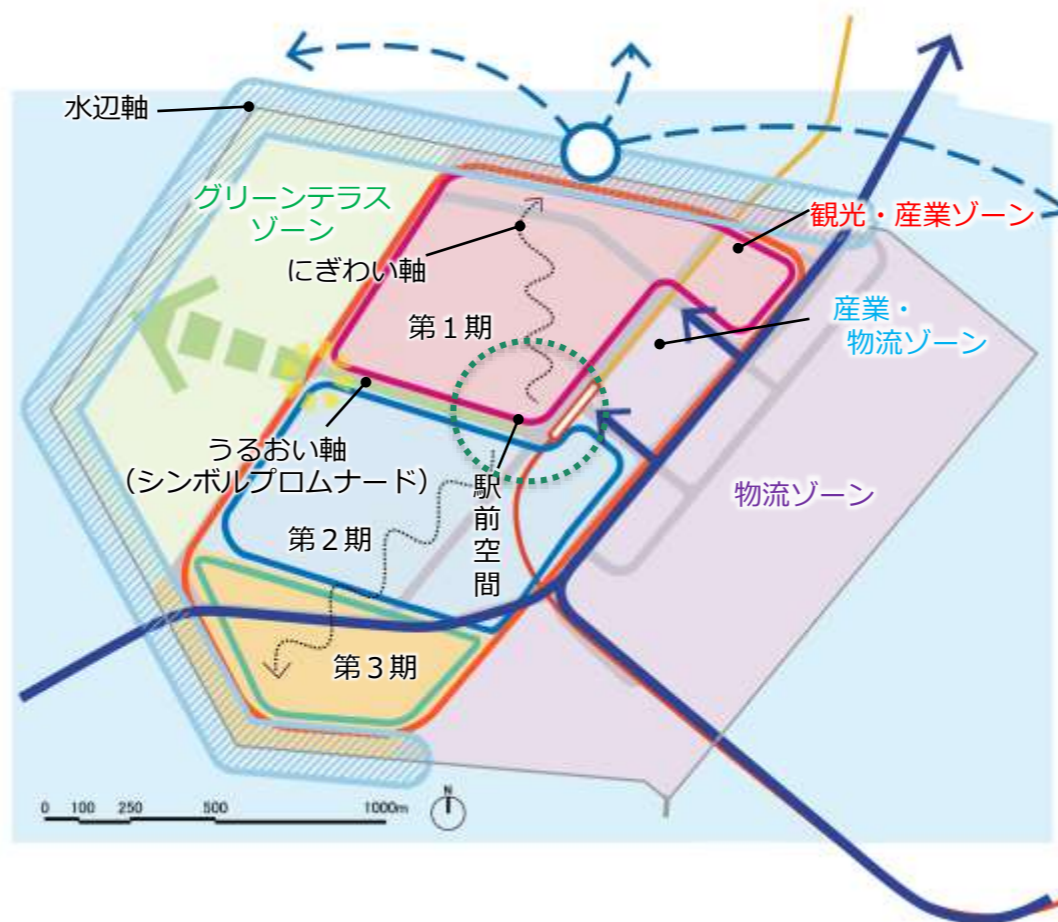 水辺軸
グリーンテラス
ゾーン
観光・産業ゾーン
にぎわい軸
産業・
物流ゾーン
第1期
うるおい軸
（シンボルプロムナード）
駅前空間
物流ゾーン
第2期
第3期
0 100 250 500 1000m
N